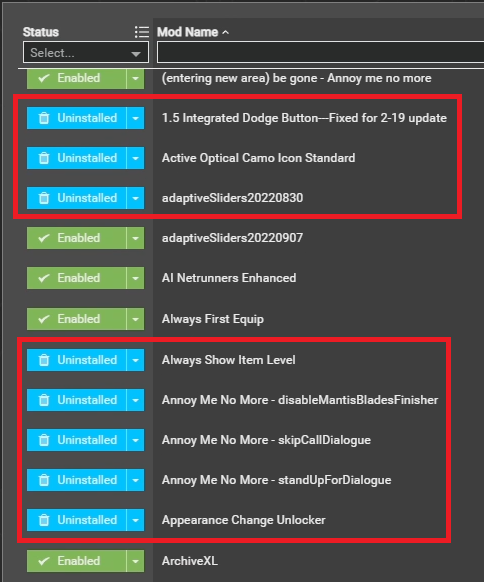 Status Mod Name
Select...
Enabled (entering new area) be gone - Annoy me no more
Uninstalled 1.5 Integrated Dodge Button---Fixed for 2-19 update
Uninstalled Active Optical Camo Icon Standard
Uninstalled adaptiveSliders20220830
Enabled adaptiveSliders20220907
Enabled AI Netrunners Enhanced
Enabled Always First Equip
Uninstalled Always Show Item Level
Uninstalled Annoy Me No More - disableMantisBladesFinisher
Uninstalled Annoy Me No More - skipCallDialogue
Uninstalled Annoy Me No More - standUpForDialogue
Uninstalled Appearance Change Unlocker
Enabled ArchiveXL